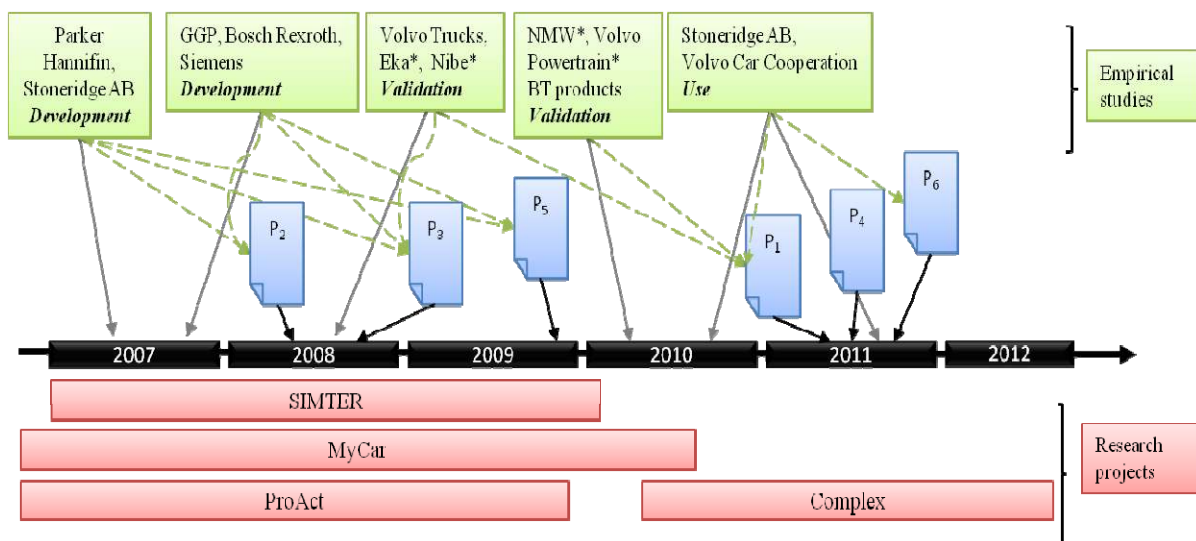 Parker
Hannifin,
Stoneridge AB
Development
GGP, Bosch Rexroth,
Siemens
Development
Volvo Trucks,
Eka*, Nibe*
Validation
NMW*, Volvo
Powertrain*
BT products
Validation
Stoneridge AB,
Volvo Car Cooperation
Use
Empirical
studies
P2
P3
P5
P1
P4
P6
2007
2008
2009
2010
2011
2012
SIMTER
MyCar
ProAct
Complex
Research
projects